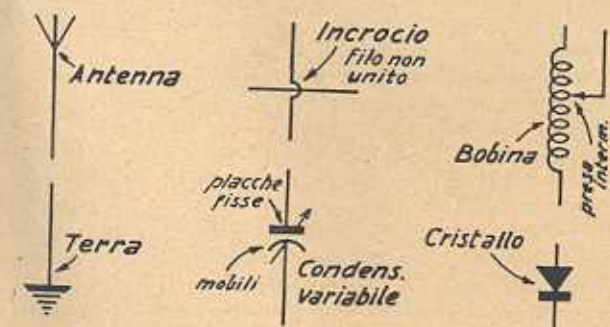 Antenna
Terra
Incrocio
filo non
unito
placche
fisse
mobili
Condens.
variabile
Bobina
presa
interm.
Cristallo